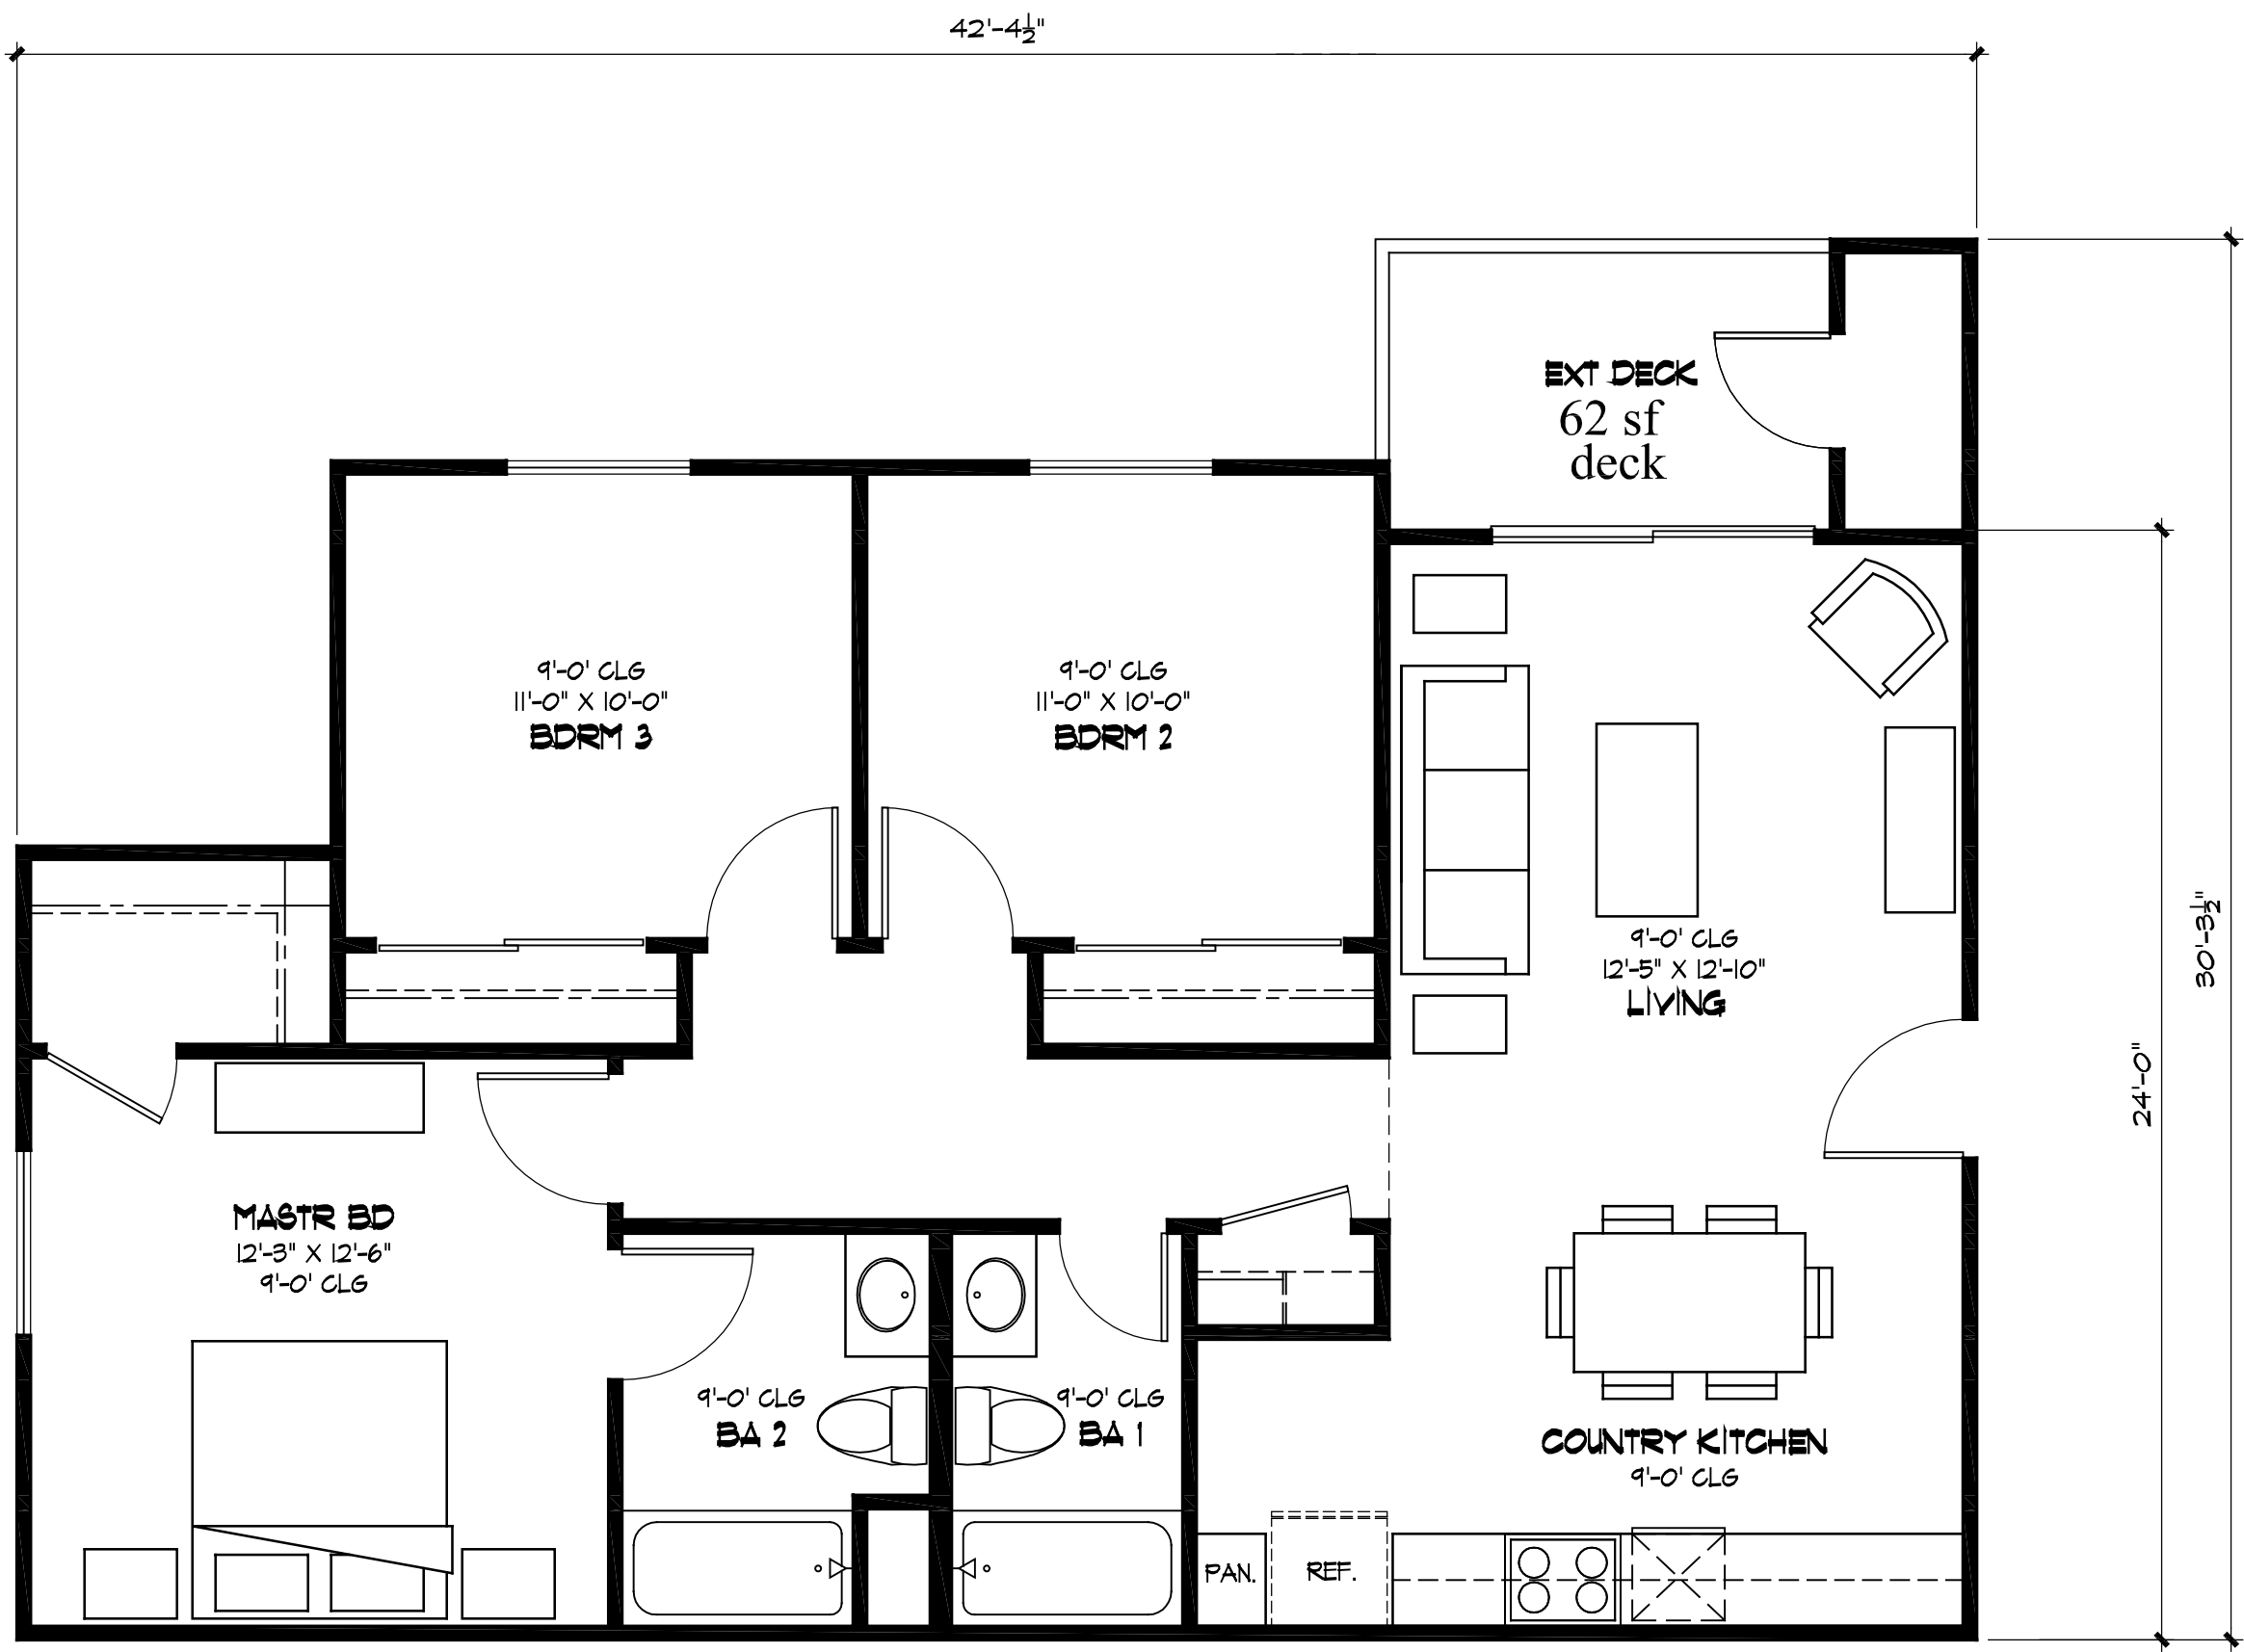 42'-4½"
EXT DECK
62 sf
deck
9'-0' CLG
11'-0" X 10'-0"
BDRM 3
9'-0' CLG
11'-0" X 10'-0"
BDRM 2
9'-0' CLG
12'-5" X 12'-10"
LIVING
30'-3½"
24'-0"
MASTR BD
12'-3" X 12'-6"
9'-0' CLG
9'-0' CLG
BA 2
9'-0' CLG
BA 1
COUNTRY KITCHEN
9'-0' CLG
PAN.
REF.